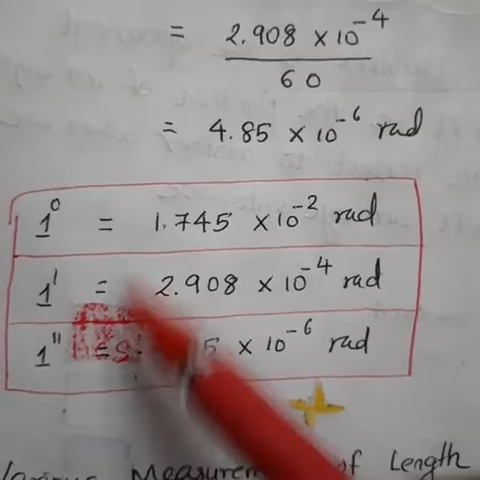 = 2.908 × 10⁻⁴
60
= 4.85 × 10⁻⁶ rad
1⁰ = 1.745 × 10⁻² rad
1' = 2.908 × 10⁻⁴ rad
1" = 5 × 10⁻⁶ rad
of Length